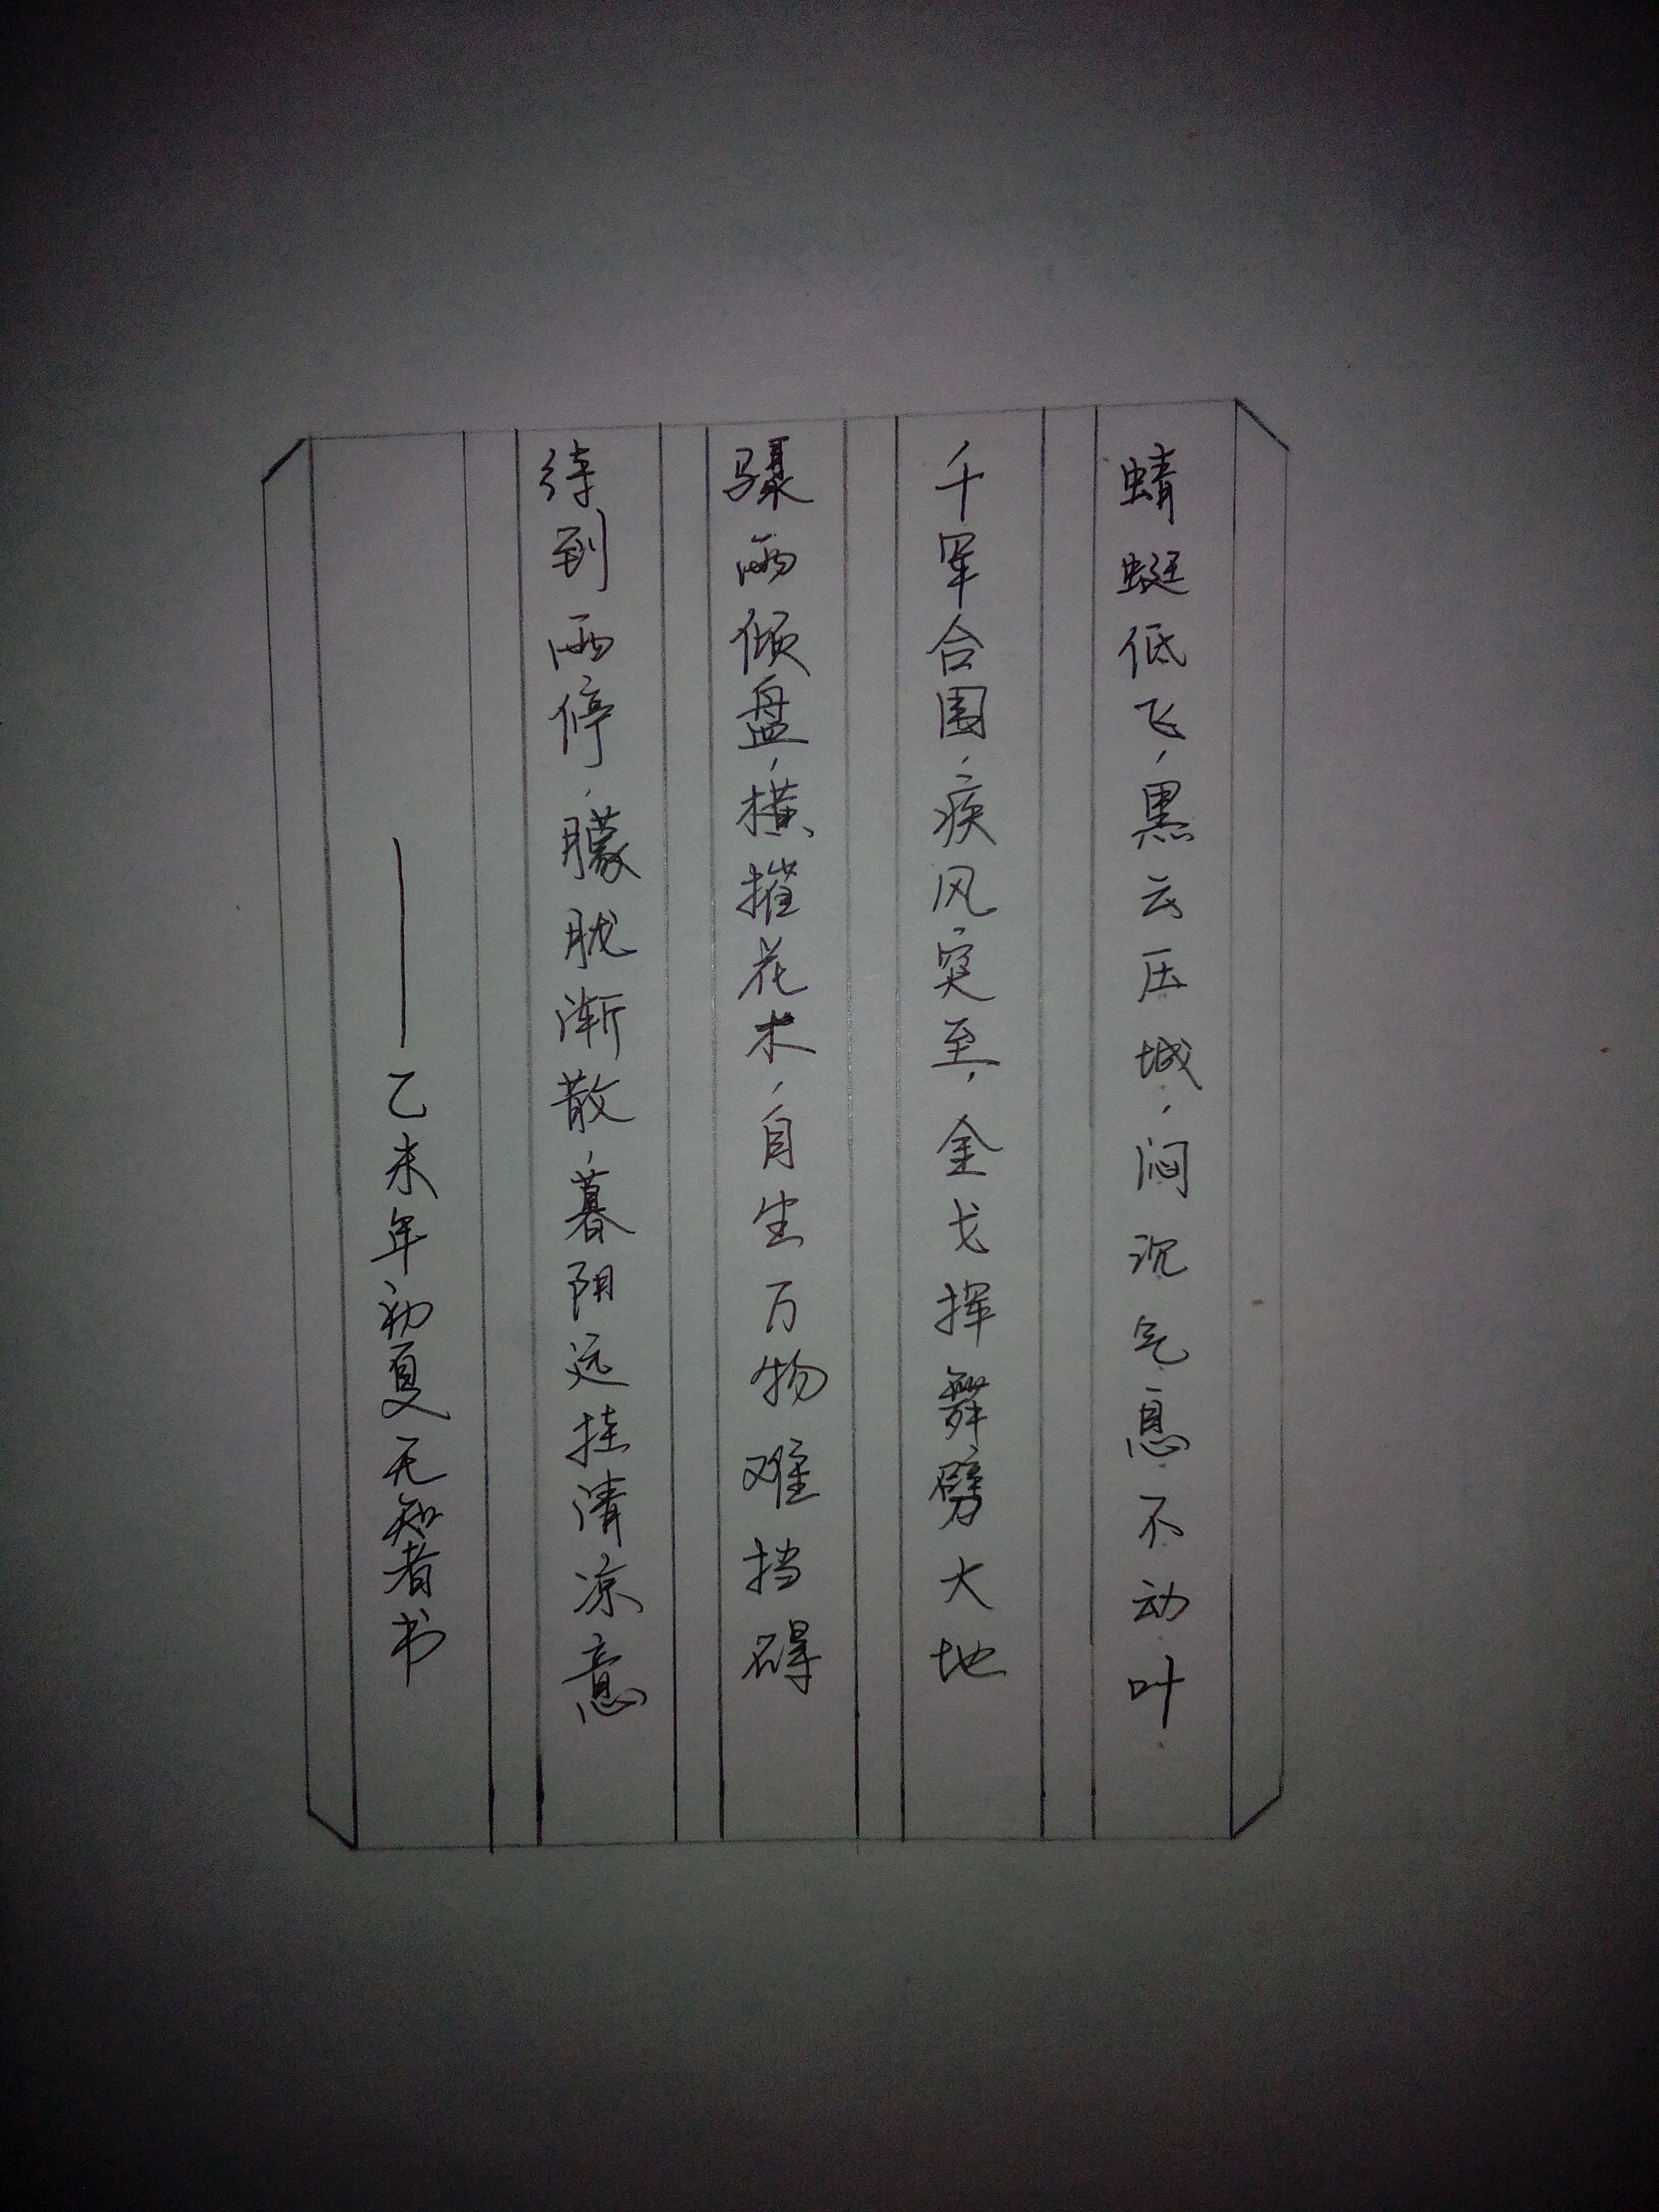 蜻蜓低飞，黑云压城，闷沉气息不动叶
千军合围，疾风突至，金戈挥舞劈大地
骤雨倾盘，横摧花木，自生万物难挡碍
待到雨停，朦胧渐散，暮阳远挂清凉意
——乙未年初夏无知者书